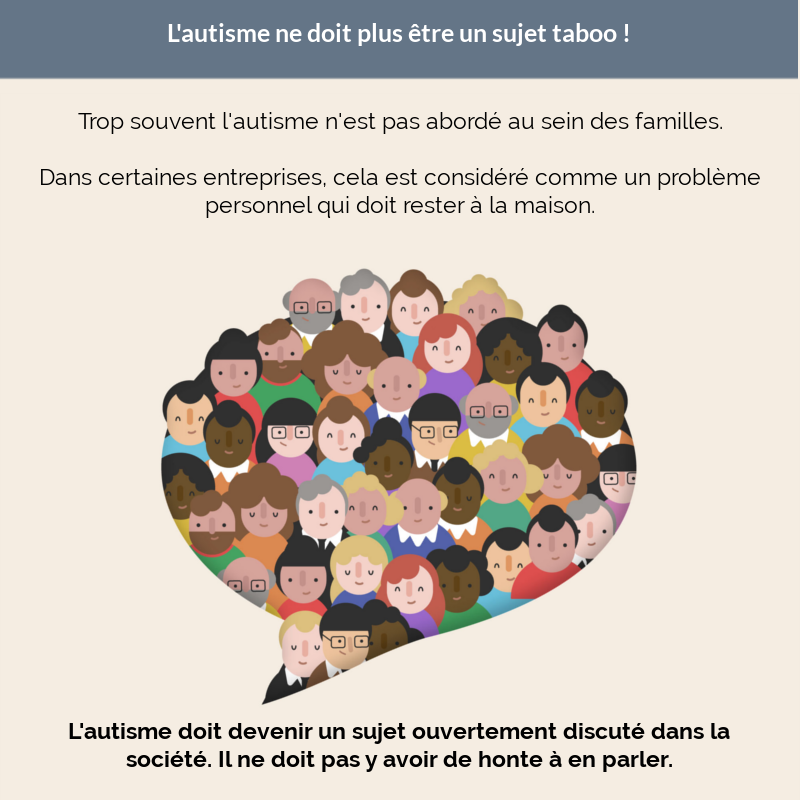 L'autisme ne doit plus être un sujet taboo !
Trop souvent l'autisme n'est pas abordé au sein des familles.
Dans certaines entreprises, cela est considéré comme un problème
personnel qui doit rester à la maison.
L'autisme doit devenir un sujet ouvertement discuté dans la
société. Il ne doit pas y avoir de honte à en parler.